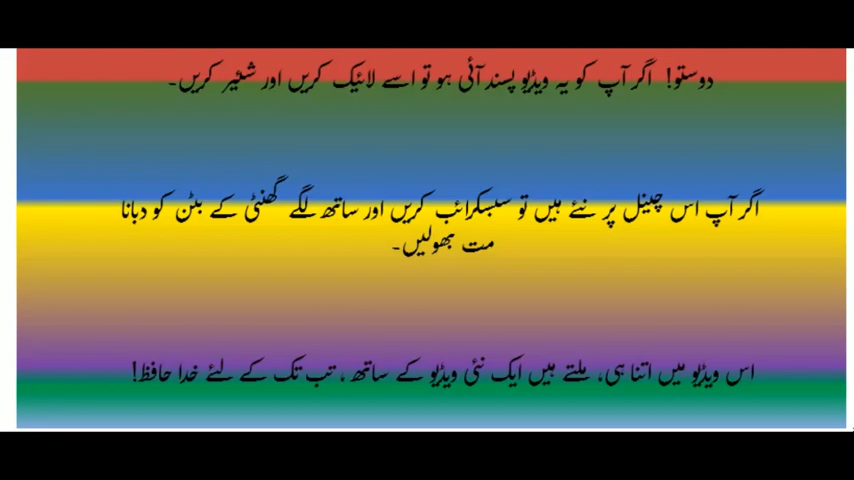 دوستو! اگر آپ کو یہ ویڈیو پسند آئی ہو تو اسے لائیک کریں اور شئیر کریں۔
اگر آپ اس چینل پر نئے ہیں تو سبسکرائب کریں اور ساتھ لگے گھنٹی کے بٹن کو دبانا
مت بھولیں۔
اس ویڈیو میں اتنا ہی، ملتے ہیں ایک نئی ویڈیو کے ساتھ، تب تک کے لئے خدا حافظ!